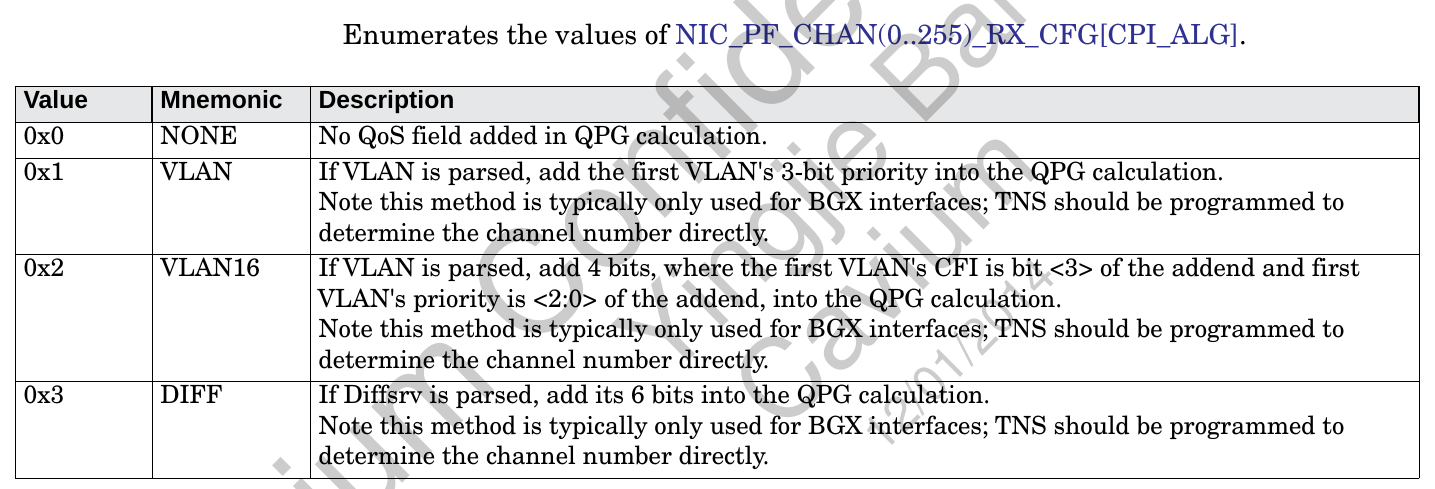 Enumerates the values of NIC_PF_CHAN(0..255)_RX_CFG[CPI_ALG].
Value Mnemonic Description
0x0 NONE No QoS field added in QPG calculation.
0x1 VLAN If VLAN is parsed, add the first VLAN's 3-bit priority into the QPG calculation.
Note this method is typically only used for BGX interfaces; TNS should be programmed to
determine the channel number directly.
0x2 VLAN16 If VLAN is parsed, add 4 bits, where the first VLAN's CFI is bit <3> of the addend and first
VLAN's priority is <2:0> of the addend, into the QPG calculation.
Note this method is typically only used for BGX interfaces; TNS should be programmed to
determine the channel number directly.
0x3 DIFF If Diffsrv is parsed, add its 6 bits into the QPG calculation.
Note this method is typically only used for BGX interfaces; TNS should be programmed to
determine the channel number directly.
ium Confide
Yingjie Ba
Cavium
12/01/2014